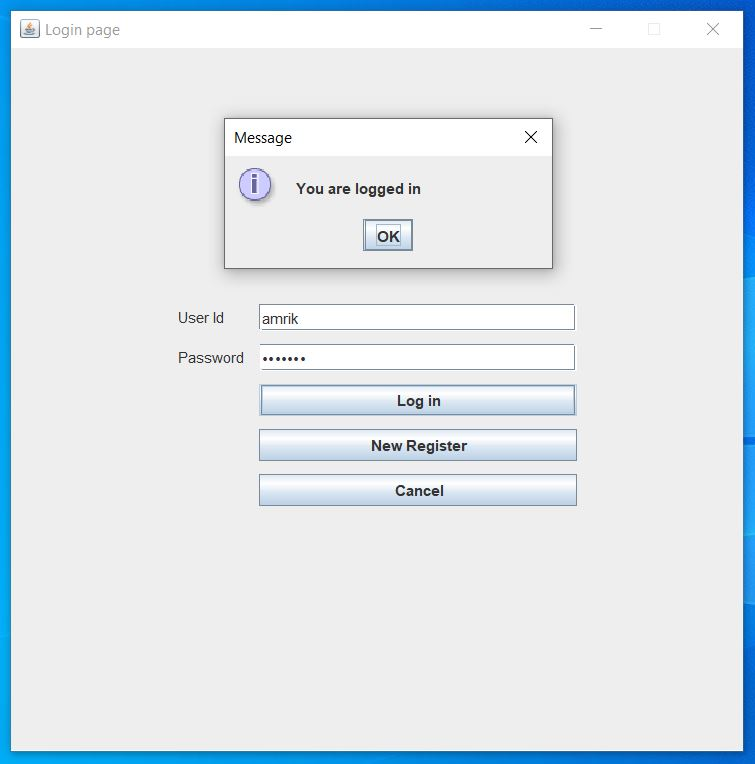 Login page
Message
You are logged in
OK
User Id amrik
Password •••••••
Log in
New Register
Cancel